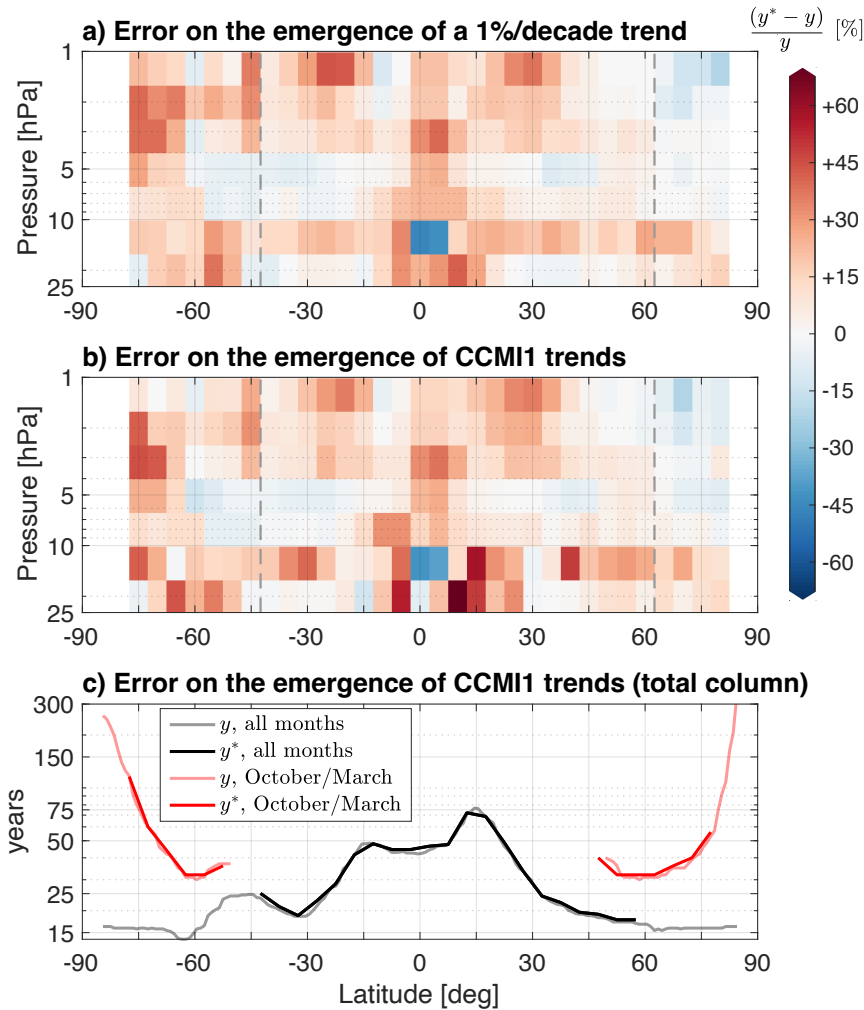 a) Error on the emergence of a 1%/decade trend
(y* − y)
y
[%]
1
5
10
25
Pressure [hPa]
-90 -60 -30 0 30 60 90
+60
+45
+30
+15
0
-15
-30
-45
-60
b) Error on the emergence of CCMI1 trends
1
5
10
25
Pressure [hPa]
-90 -60 -30 0 30 60 90
c) Error on the emergence of CCMI1 trends (total column)
300
150
75
50
25
15
years
y, all months
y*, all months
y, October/March
y*, October/March
-90 -60 -30 0 30 60 90
Latitude [deg]